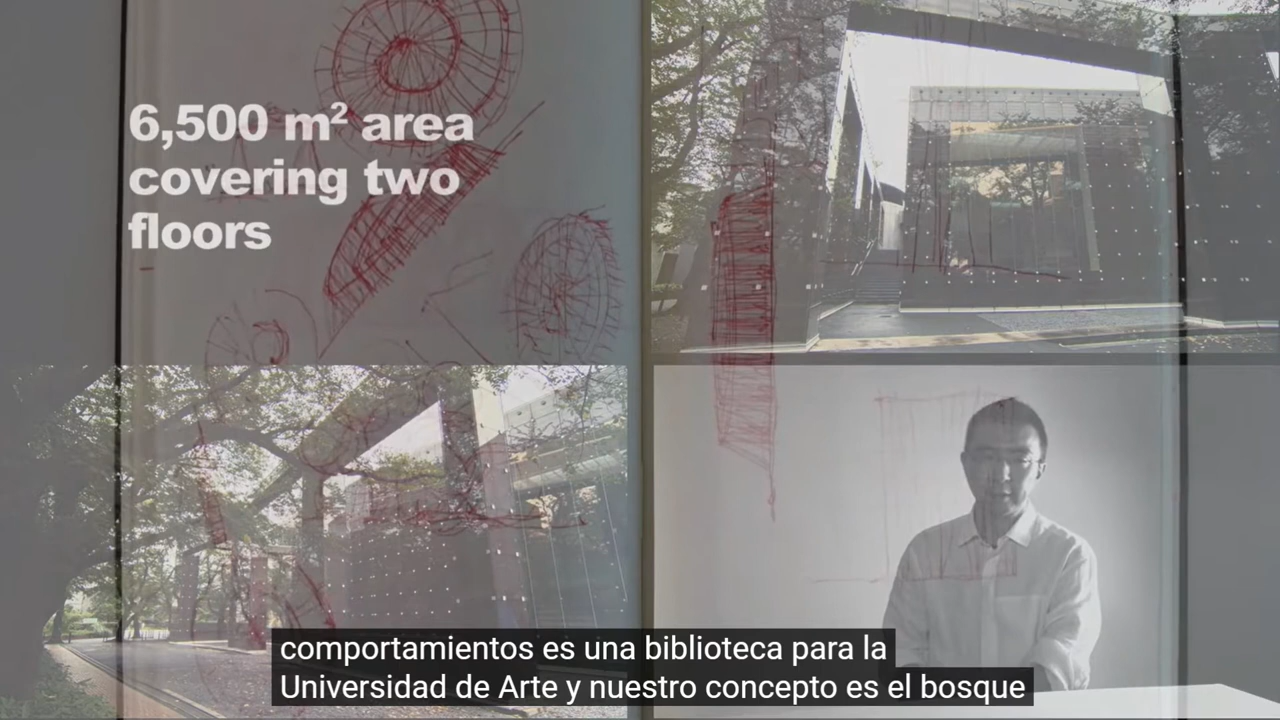 6,500 m² area
covering two
floors
comportamientos es una biblioteca para la
Universidad de Arte y nuestro concepto es el bosque